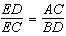 ED/EC = AC/BD